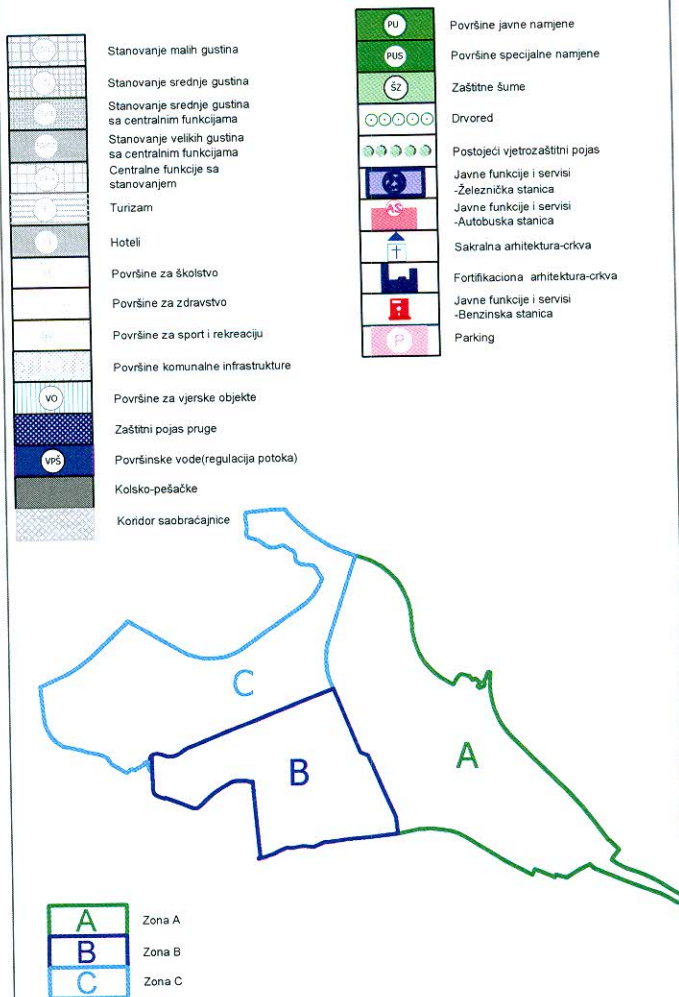 Stanovanje malih gustina
Stanovanje srednje gustina
Stanovanje srednje gustina
sa centralnim funkcijama
Stanovanje velikih gustina
sa centralnim funkcijama
Centralne funkcije sa
stanovanjem
Turizam
Hoteli
Površine za školstvo
Površine za zdravstvo
Površine za sport i rekreaciju
Površine komunalne infrastrukture
VO
Površine za vjerske objekte
Zaštitni pojas pruge
VPŠ
Površinske vode(regulacija potoka)
Kolsko-pešačke
Koridor saobraćajnice
PU
Površine javne namjene
PUS
Površine specijalne namjene
ŠZ
Zaštitne šume
Drvored
Postojeći vjetrozaštitni pojas
Javne funkcije i servisi
-Železnička stanica
AS
Javne funkcije i servisi
-Autobuska stanica
Sakralna arhitektura-crkva
Fortifikaciona arhitektura-crkva
Javne funkcije i servisi
-Benzinska stanica
P
Parking
C
B
A
A
Zona A
B
Zona B
C
Zona C